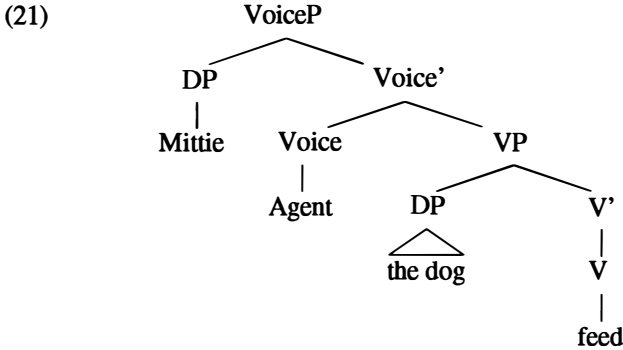 (21) VoiceP
DP Voice'
Mittie Voice VP
Agent DP V'
the dog V
feed